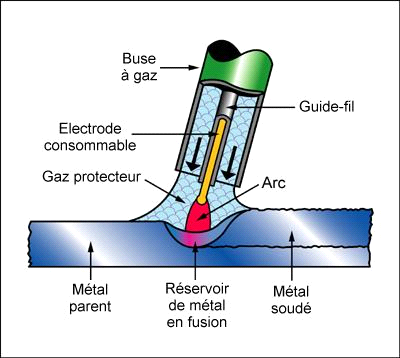 Buse
à gaz
Guide-fil
Electrode
consommable
Gaz protecteur
Arc
Métal
parent
Réservoir
de métal
en fusion
Métal
soudé